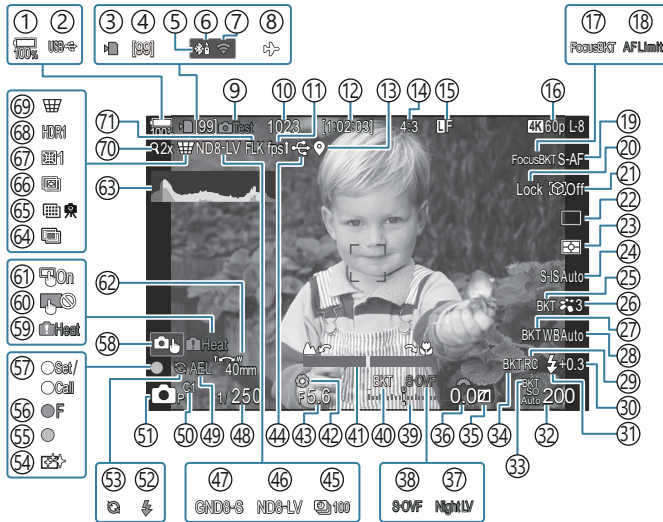 ① ② ③ ④ ⑤ ⑥ ⑦ ⑧ ⑰ ⑱
100% USB [99] FocusBKT AF Limit
⑨ ⑩ ⑪ ⑫ ⑬ ⑭ ⑮ ⑯
100% [99] Test 1023 [1:02:03] 4:3 LF 4K 60p L-8
2x ND8-LV FLK fps1
⑲
FocusBKT S-AF
⑳
Lock Off
㉑
㉒
㉓
㉔
S-IS Auto
㉕
BKT 3
㉖
㉗
BKT WB Auto
㉘
BKT RC +0.3
㉙
㉚
BKT ISO Auto 200
㉛
69
68 HDR1
67 1
66
65
64
71
70
63
61 On
60
59 Heat
62
Heat
58
57 Set / Call
56 F
55
54
AEL T W 40mm
C1 P 1/ 250 F5.6 BKT S-OVF 0.0
51 50 49 48 44 43 42 41 40 39 36 35 34 33 32
53 52 47 46 45 38 37
GND8-S ND8-LV 100 S-OVF Night LV